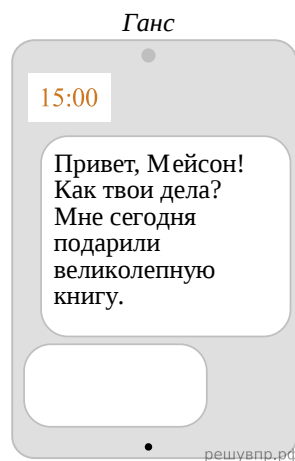 Ганс
15:00
Привет, Мейсон!
Как твои дела?
Мне сегодня
подарили
великолепную
книгу.
решувпр.рф